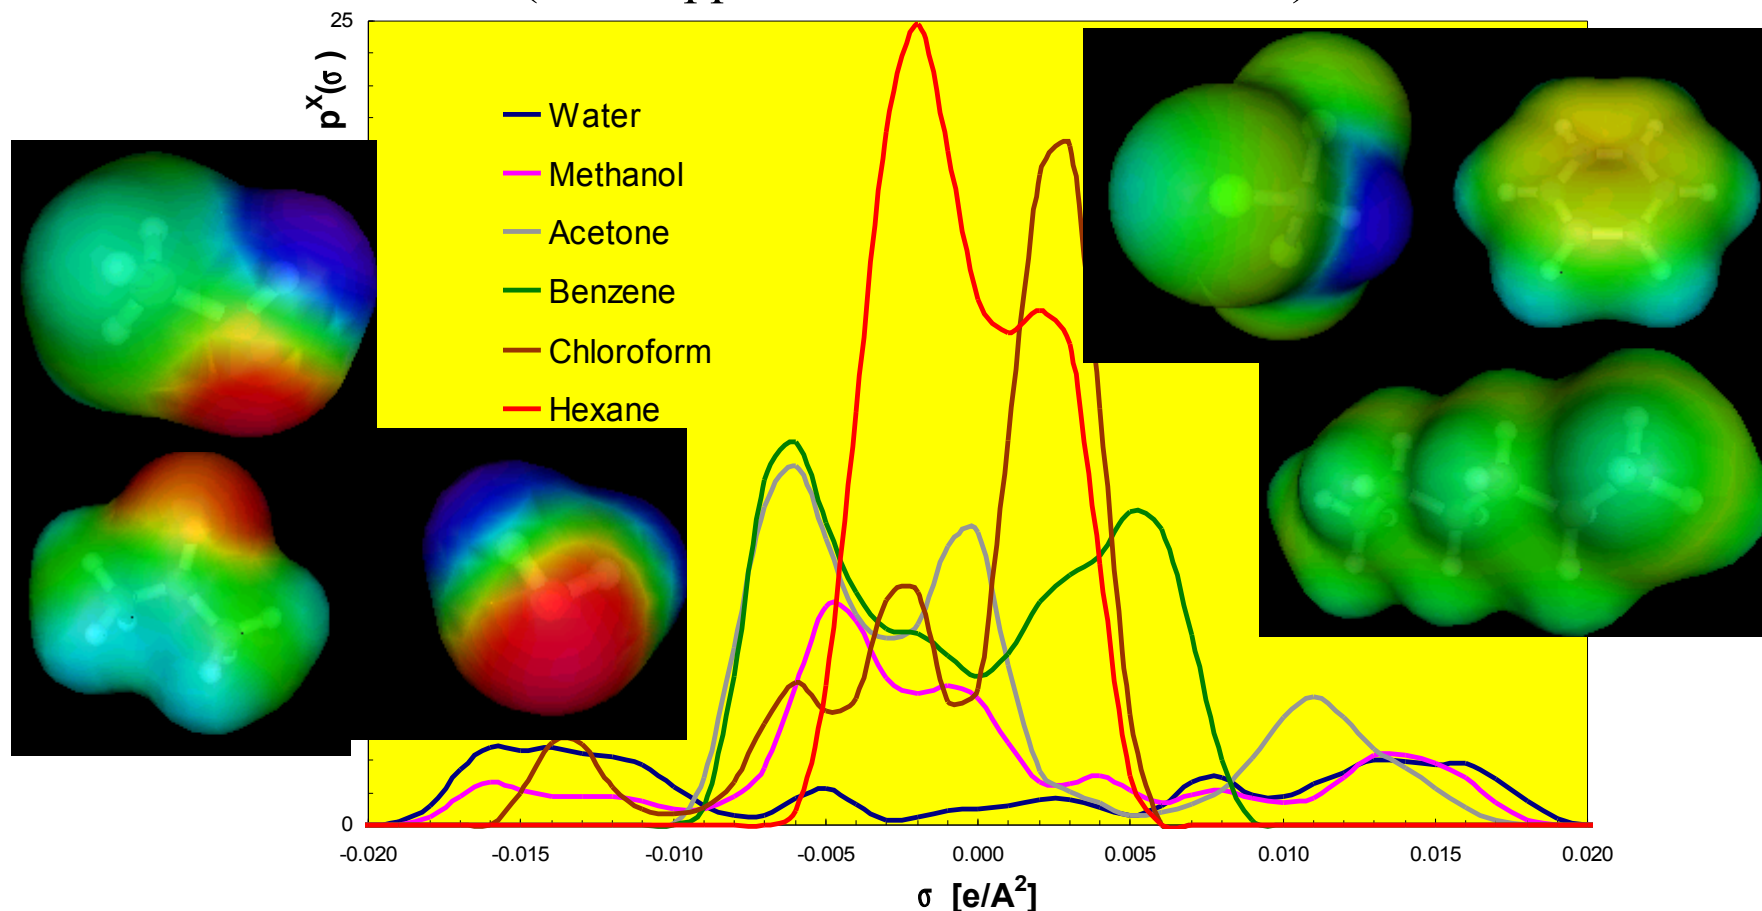 25
pˣ(σ)
Water
Methanol
Acetone
Benzene
Chloroform
Hexane
0
-0.020 -0.015 -0.010 -0.005 0.000 0.005 0.010 0.015 0.020
σ [e/A²]